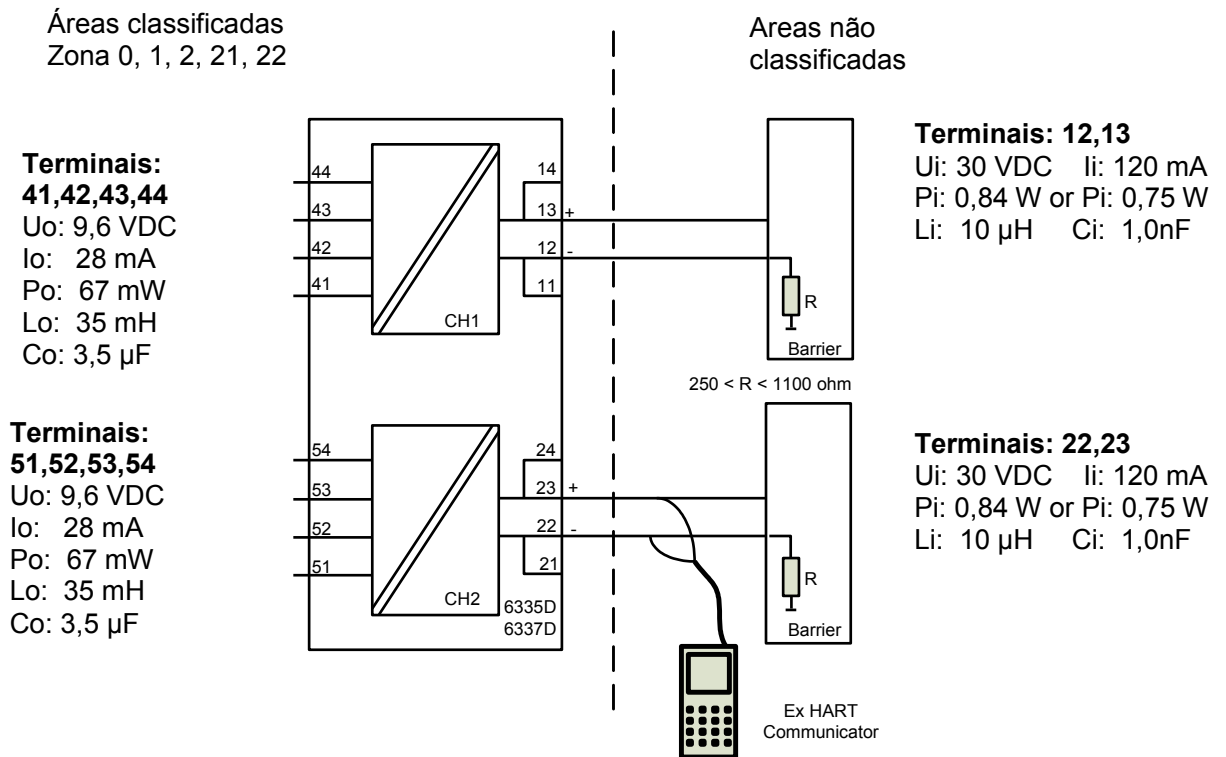 Áreas classificadas
Zona 0, 1, 2, 21, 22
Areas não
classificadas
Terminais:
41,42,43,44
Uo: 9,6 VDC
Io: 28 mA
Po: 67 mW
Lo: 35 mH
Co: 3,5 µF
44
43
42
41
CH1
14
13 +
12 -
11
R
Barrier
Terminais: 12,13
Ui: 30 VDC Ii: 120 mA
Pi: 0,84 W or Pi: 0,75 W
Li: 10 µH Ci: 1,0nF
250 < R < 1100 ohm
Terminais:
51,52,53,54
Uo: 9,6 VDC
Io: 28 mA
Po: 67 mW
Lo: 35 mH
Co: 3,5 µF
54
53
52
51
CH2
24
23 +
22 -
21
6335D
6337D
R
Barrier
Terminais: 22,23
Ui: 30 VDC Ii: 120 mA
Pi: 0,84 W or Pi: 0,75 W
Li: 10 µH Ci: 1,0nF
Ex HART
Communicator